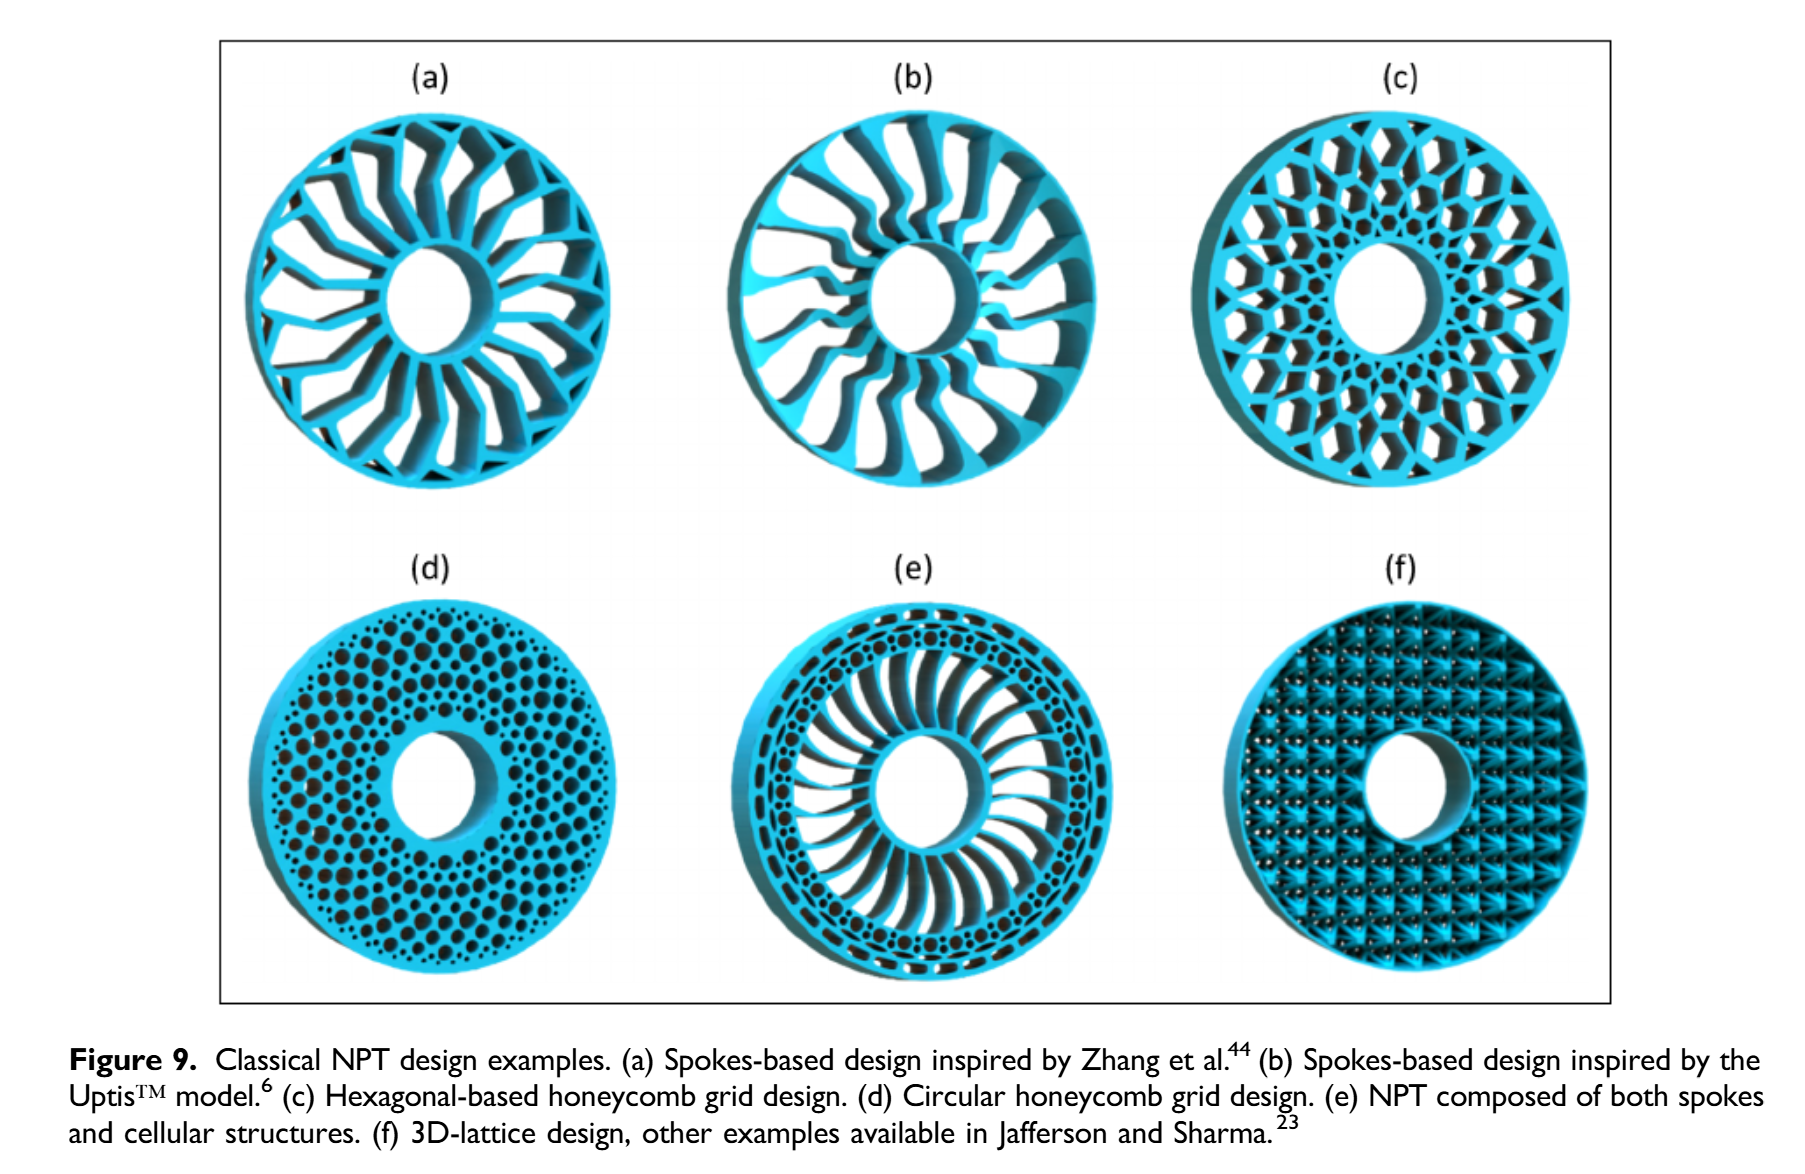 (a) (b) (c)
(d) (e) (f)
Figure 9. Classical NPT design examples. (a) Spokes-based design inspired by Zhang et al.44 (b) Spokes-based design inspired by the
Uptis™ model.6 (c) Hexagonal-based honeycomb grid design. (d) Circular honeycomb grid design. (e) NPT composed of both spokes
and cellular structures. (f) 3D-lattice design, other examples available in Jafferson and Sharma.23